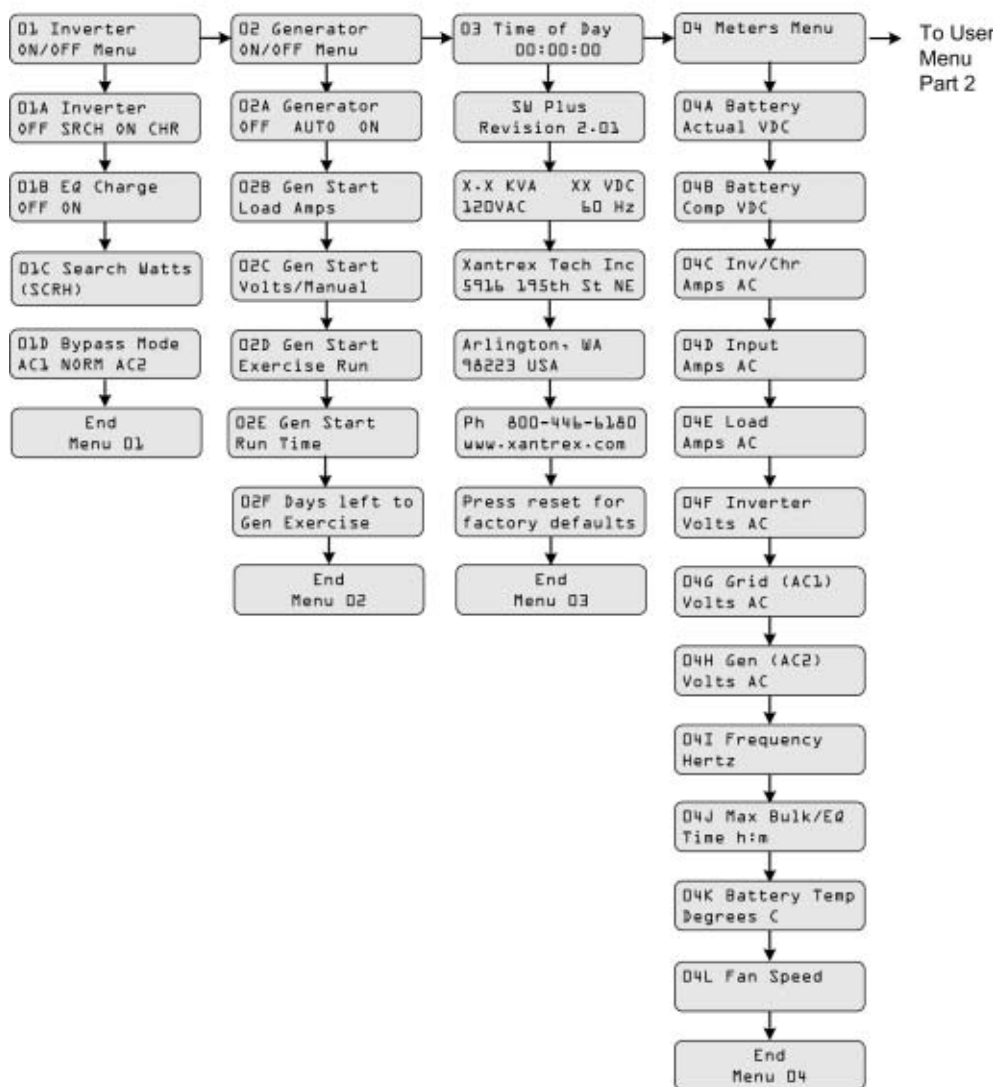 01 Inverter
ON/OFF Menu
01A Inverter
OFF SRCH ON CHR
01B EQ Charge
OFF ON
01C Search Watts
(SCRH)
01D Bypass Mode
AC1 NORM AC2
End
Menu 01
02 Generator
ON/OFF Menu
02A Generator
OFF AUTO ON
02B Gen Start
Load Amps
02C Gen Start
Volts/Manual
02D Gen Start
Exercise Run
02E Gen Start
Run Time
02F Days left to
Gen Exercise
End
Menu 02
03 Time of Day
00:00:00
SW Plus
Revision 2.01
X.X KVA XX VDC
120VAC 60 Hz
Xantrex Tech Inc
5916 195th St NE
Arlington, WA
98223 USA
Ph 800-446-6180
www.xantrex.com
Press reset for
factory defaults
End
Menu 03
04 Meters Menu
04A Battery
Actual VDC
04B Battery
Comp VDC
04C Inv/Chr
Amps AC
04D Input
Amps AC
04E Load
Amps AC
04F Inverter
Volts AC
04G Grid (AC1)
Volts AC
04H Gen (AC2)
Volts AC
04I Frequency
Hertz
04J Max Bulk/EQ
Time h:m
04K Battery Temp
Degrees C
04L Fan Speed
End
Menu 04
To User
Menu
Part 2